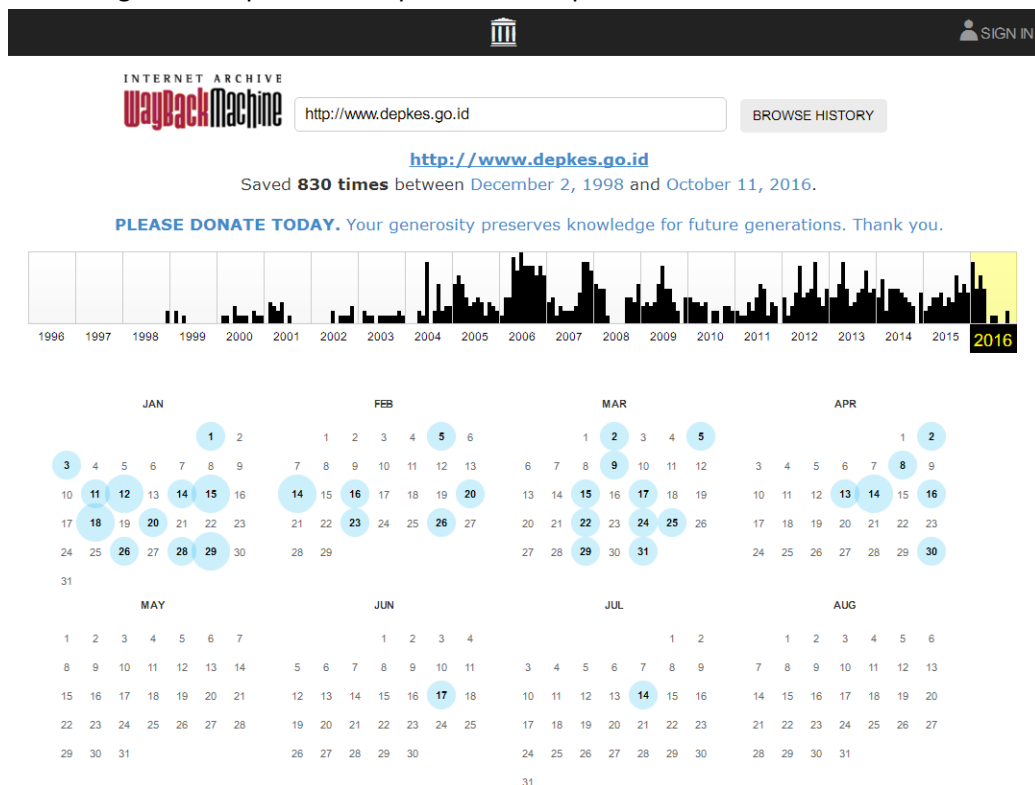 SIGN IN
INTERNET ARCHIVE
WayBackMachine
http://www.depkes.go.id
BROWSE HISTORY
http://www.depkes.go.id
Saved 830 times between December 2, 1998 and October 11, 2016.
PLEASE DONATE TODAY. Your generosity preserves knowledge for future generations. Thank you.
1996 1997 1998 1999 2000 2001 2002 2003 2004 2005 2006 2007 2008 2009 2010 2011 2012 2013 2014 2015 2016
JAN FEB MAR APR
1 2 1 2 3 4 5 6 1 2 3 4 5 1 2
3 4 5 6 7 8 9 7 8 9 10 11 12 13 6 7 8 9 10 11 12 3 4 5 6 7 8 9
10 11 12 13 14 15 16 14 15 16 17 18 19 20 13 14 15 16 17 18 19 10 11 12 13 14 15 16
17 18 19 20 21 22 23 21 22 23 24 25 26 27 20 21 22 23 24 25 26 17 18 19 20 21 22 23
24 25 26 27 28 29 30 28 29 27 28 29 30 31 24 25 26 27 28 29 30
31
MAY JUN JUL AUG
1 2 3 4 5 6 7 1 2 3 4 1 2 1 2 3 4 5 6
8 9 10 11 12 13 14 5 6 7 8 9 10 11 3 4 5 6 7 8 9 7 8 9 10 11 12 13
15 16 17 18 19 20 21 12 13 14 15 16 17 18 10 11 12 13 14 15 16 14 15 16 17 18 19 20
22 23 24 25 26 27 28 19 20 21 22 23 24 25 17 18 19 20 21 22 23 21 22 23 24 25 26 27
29 30 31 26 27 28 29 30 24 25 26 27 28 29 30 28 29 30 31
31